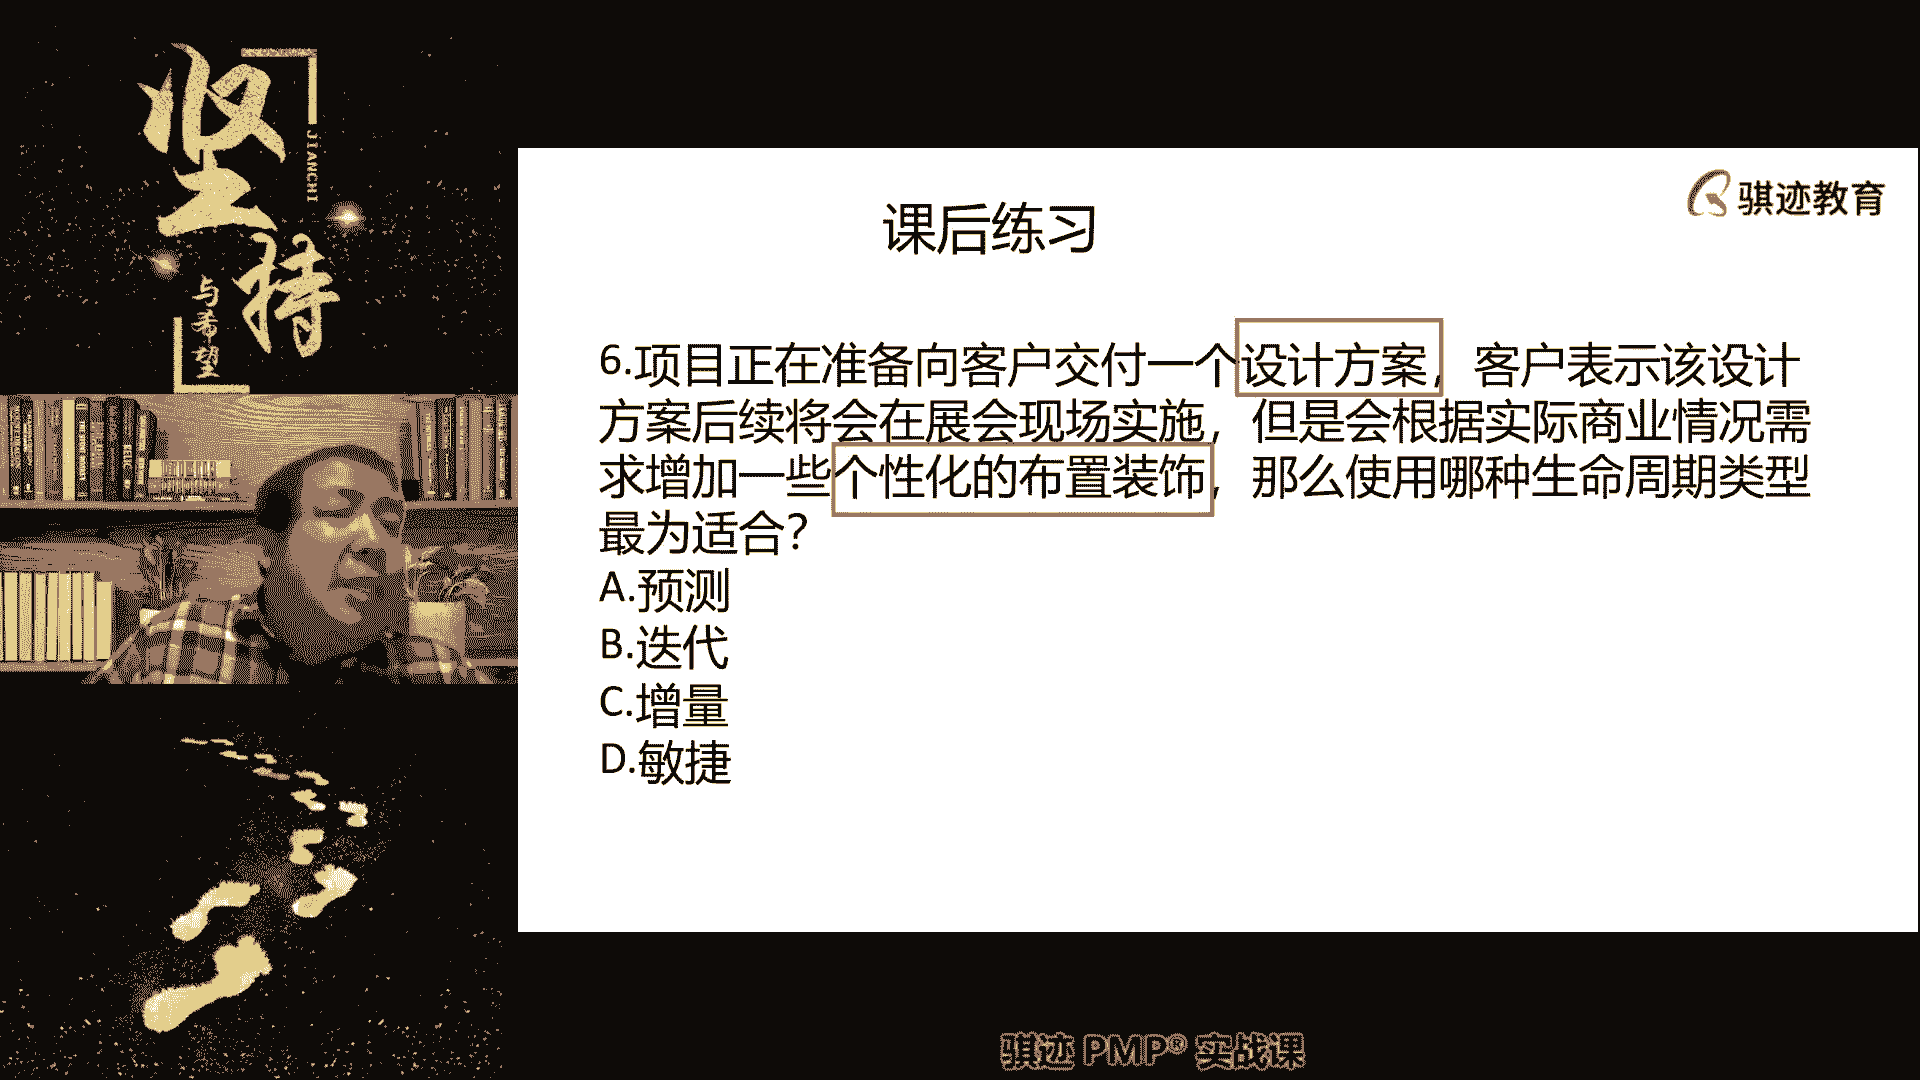 坚持
JIANCHI
与希望
骐迹教育
课后练习
6.项目正在准备向客户交付一个设计方案，客户表示该设计
方案后续将会在展会现场实施，但是会根据实际商业情况需
求增加一些个性化的布置装饰，那么使用哪种生命周期类型
最为适合？
A.预测
B.迭代
C.增量
D.敏捷
骐迹 PMP® 实战课